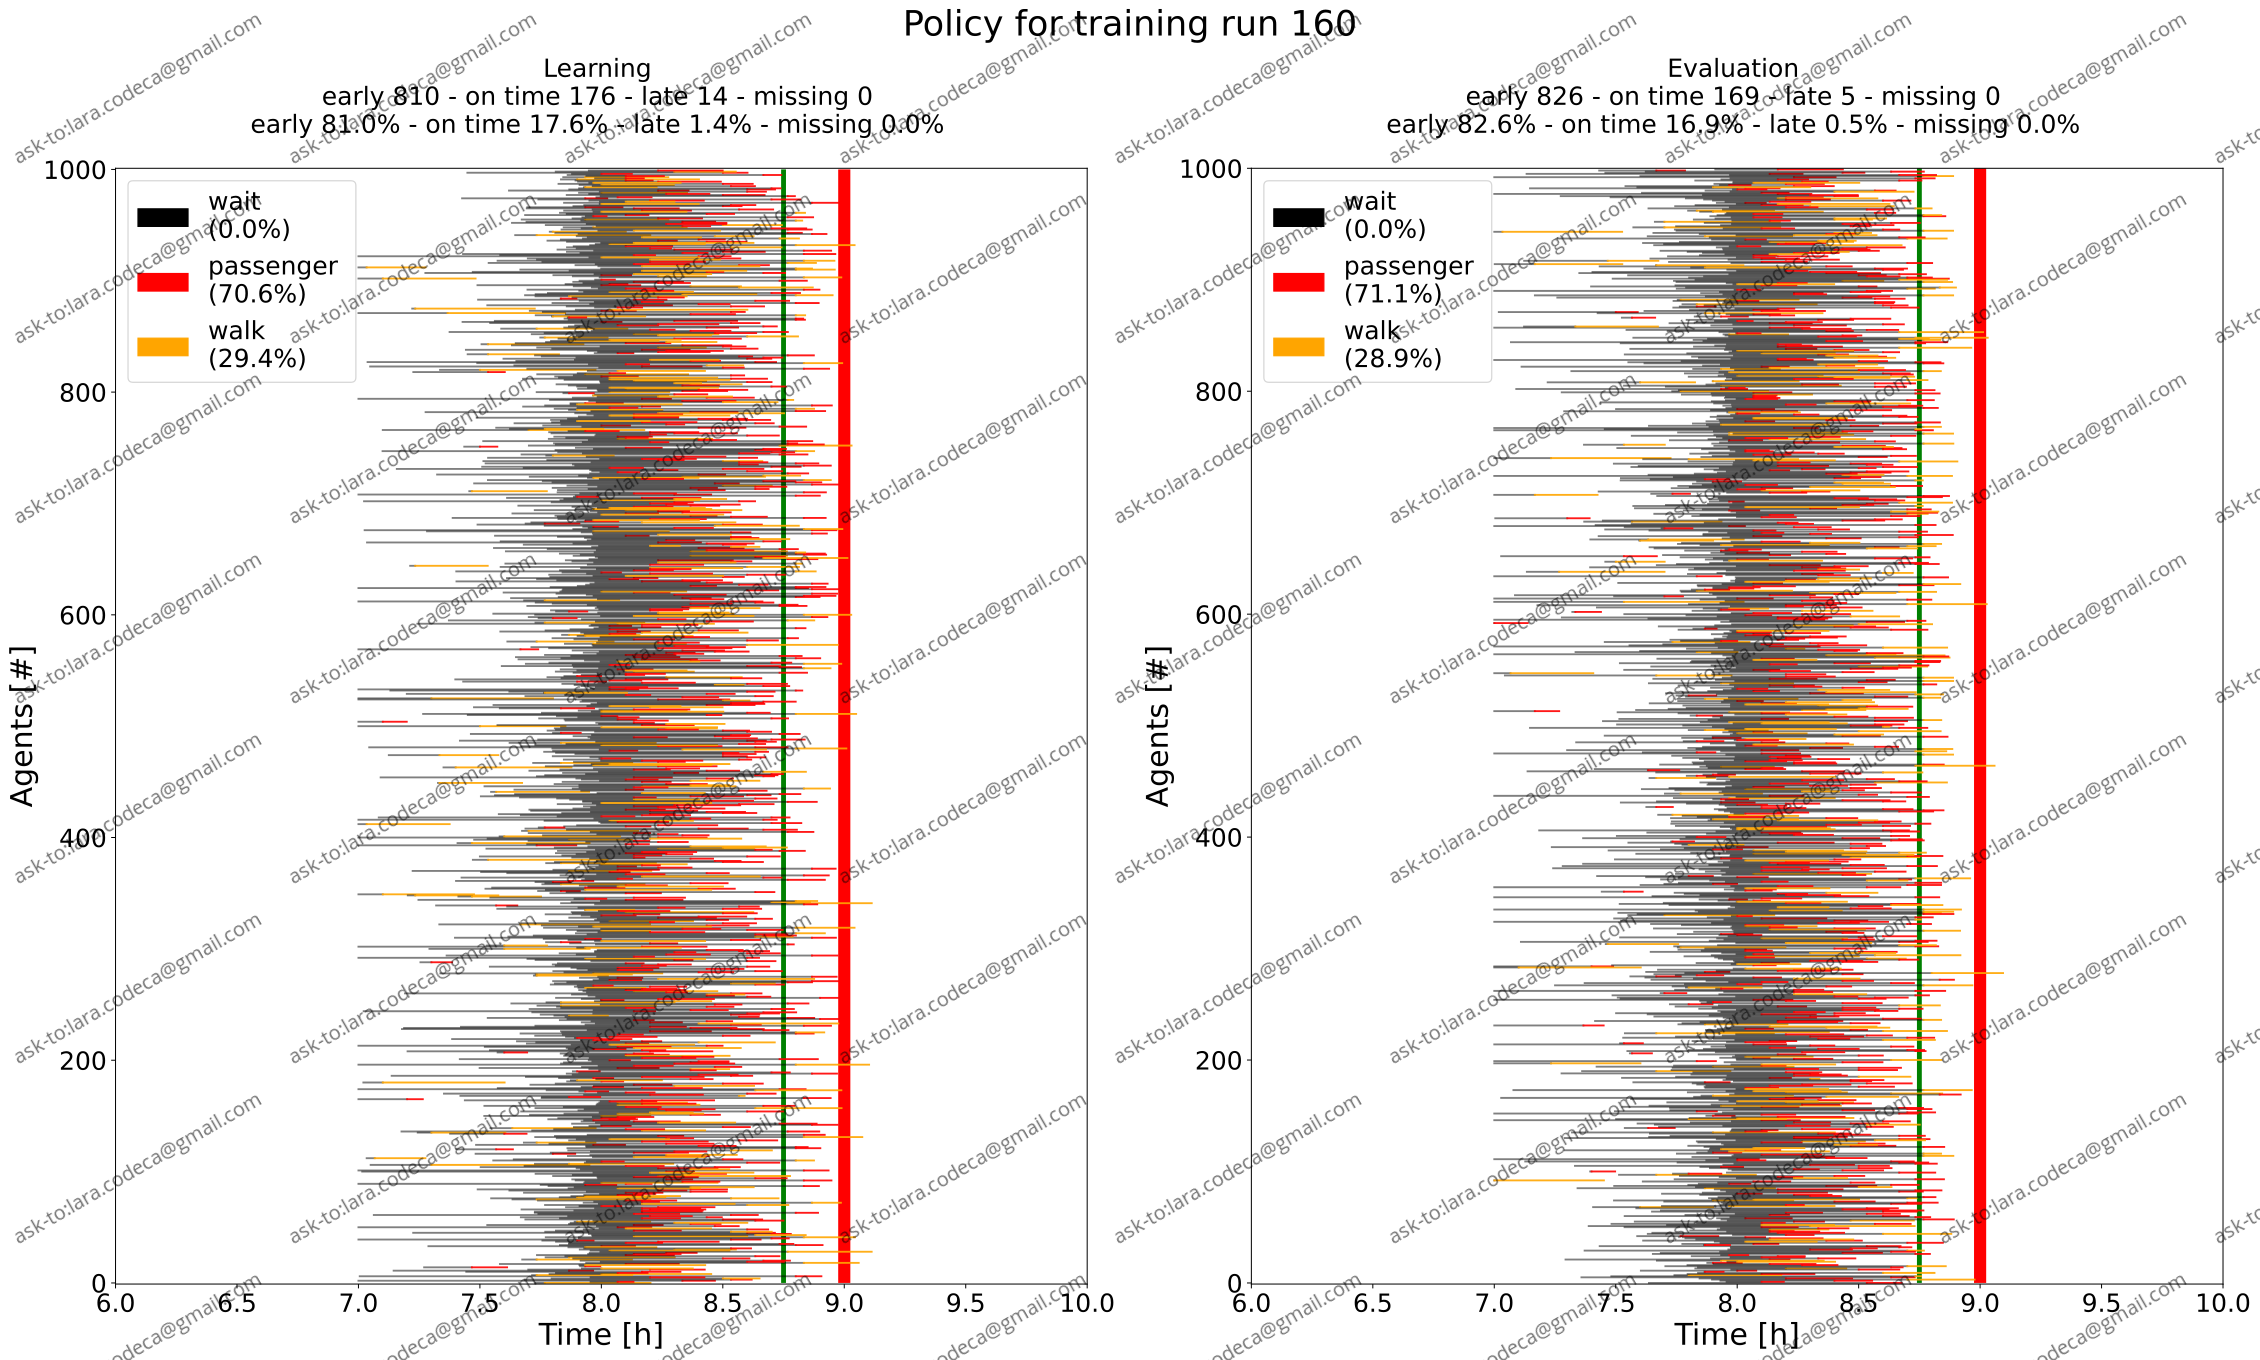 Policy for training run 160
Learning
early 810 - on time 176 - late 14 - missing 0
early 81.0% - on time 17.6% - late 1.4% - missing 0.0%
1000
800
600
400
200
0
Agents [#]
wait
(0.0%)
passenger
(70.6%)
walk
(29.4%)
6.0 6.5 7.0 7.5 8.0 8.5 9.0 9.5 10.0
Time [h]
Evaluation
early 826 - on time 169 - late 5 - missing 0
early 82.6% - on time 16.9% - late 0.5% - missing 0.0%
1000
800
600
400
200
0
Agents [#]
wait
(0.0%)
passenger
(71.1%)
walk
(28.9%)
6.0 6.5 7.0 7.5 8.0 8.5 9.0 9.5 10.0
Time [h]
ask-to:lara.codeca@gmail.com